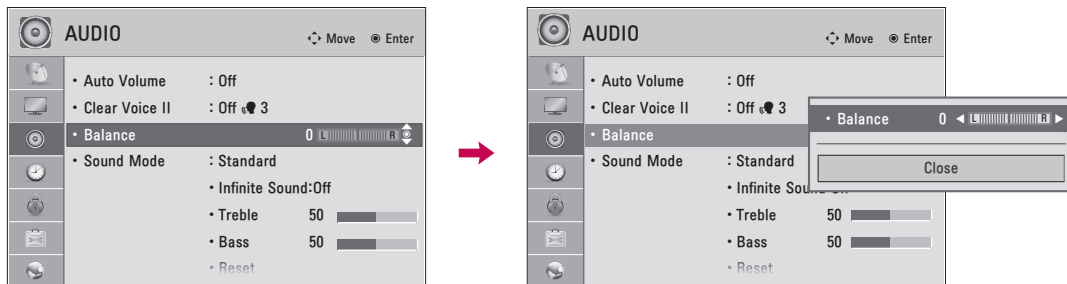 AUDIO Move Enter
• Auto Volume : Off
• Clear Voice II : Off 3
• Balance 0 L R
• Sound Mode : Standard
• Infinite Sound:Off
• Treble 50
• Bass 50
• Reset
AUDIO Move Enter
• Auto Volume : Off
• Clear Voice II : Off 3
• Balance
• Sound Mode : Standard
• Infinite Sou
• Treble 50
• Bass 50
• Reset
• Balance 0 L R
Close